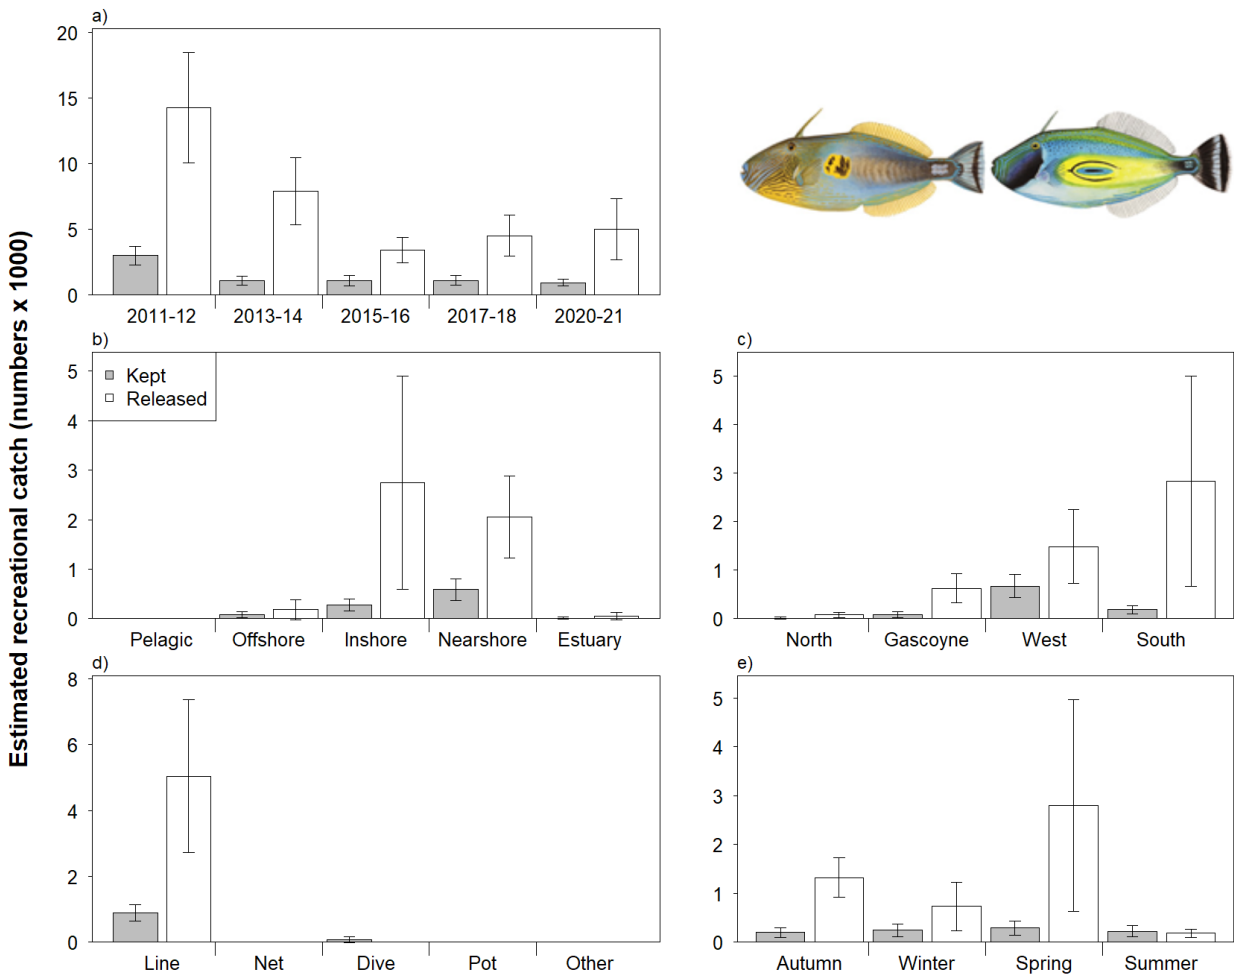 Estimated recreational catch (numbers x 1000)
a)
20
15
10
5
0
2011-12 2013-14 2015-16 2017-18 2020-21
b)
Kept
Released
5
4
3
2
1
0
Pelagic Offshore Inshore Nearshore Estuary
c)
5
4
3
2
1
0
North Gascoyne West South
d)
8
6
4
2
0
Line Net Dive Pot Other
e)
5
4
3
2
1
0
Autumn Winter Spring Summer